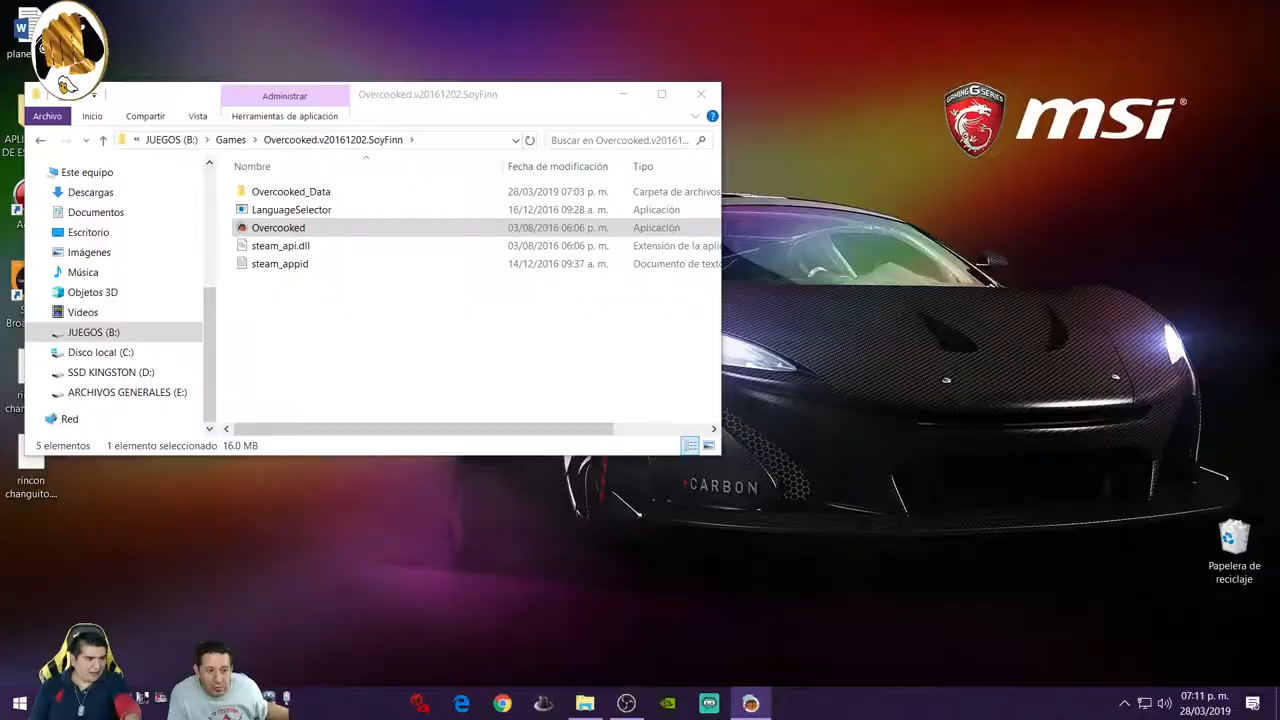 plane
Administrar
Overcooked.v20161202.SoyFinn
Archivo
Inicio
Compartir
Vista
Herramientas de aplicación
JUEGOS (B:)
Games
Overcooked.v20161202.SoyFinn
Buscar en Overcooked.v20161...
Nombre
Fecha de modificación
Tipo
Este equipo
Descargas
Documentos
Escritorio
Imágenes
Música
Objetos 3D
Videos
JUEGOS (B:)
Disco local (C:)
SSD KINGSTON (D:)
ARCHIVOS GENERALES (E:)
Red
Overcooked_Data 28/03/2019 07:03 p. m. Carpeta de archivos
LanguageSelector 16/12/2016 09:28 a. m. Aplicación
Overcooked 03/08/2016 06:06 p. m. Aplicación
steam_api.dll 03/08/2016 06:06 p. m. Extensión de la aplic
steam_appid 14/12/2016 09:37 a. m. Documento de texto
5 elementos 1 elemento seleccionado 16.0 MB
rincon
changuito....
GAMING G SERIES
msi
CARBON
Papelera de
reciclaje
07:11 p. m.
28/03/2019